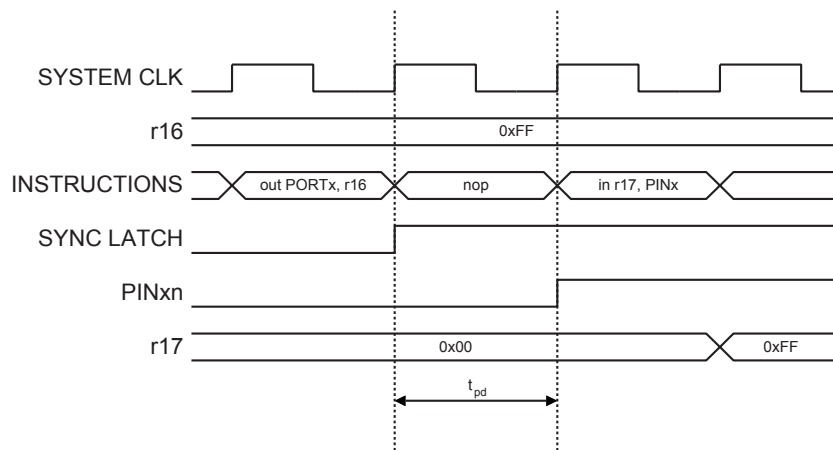 SYSTEM CLK
r16
0xFF
INSTRUCTIONS
out PORTx, r16
nop
in r17, PINx
SYNC LATCH
PINxn
r17
0x00
0xFF
tpd